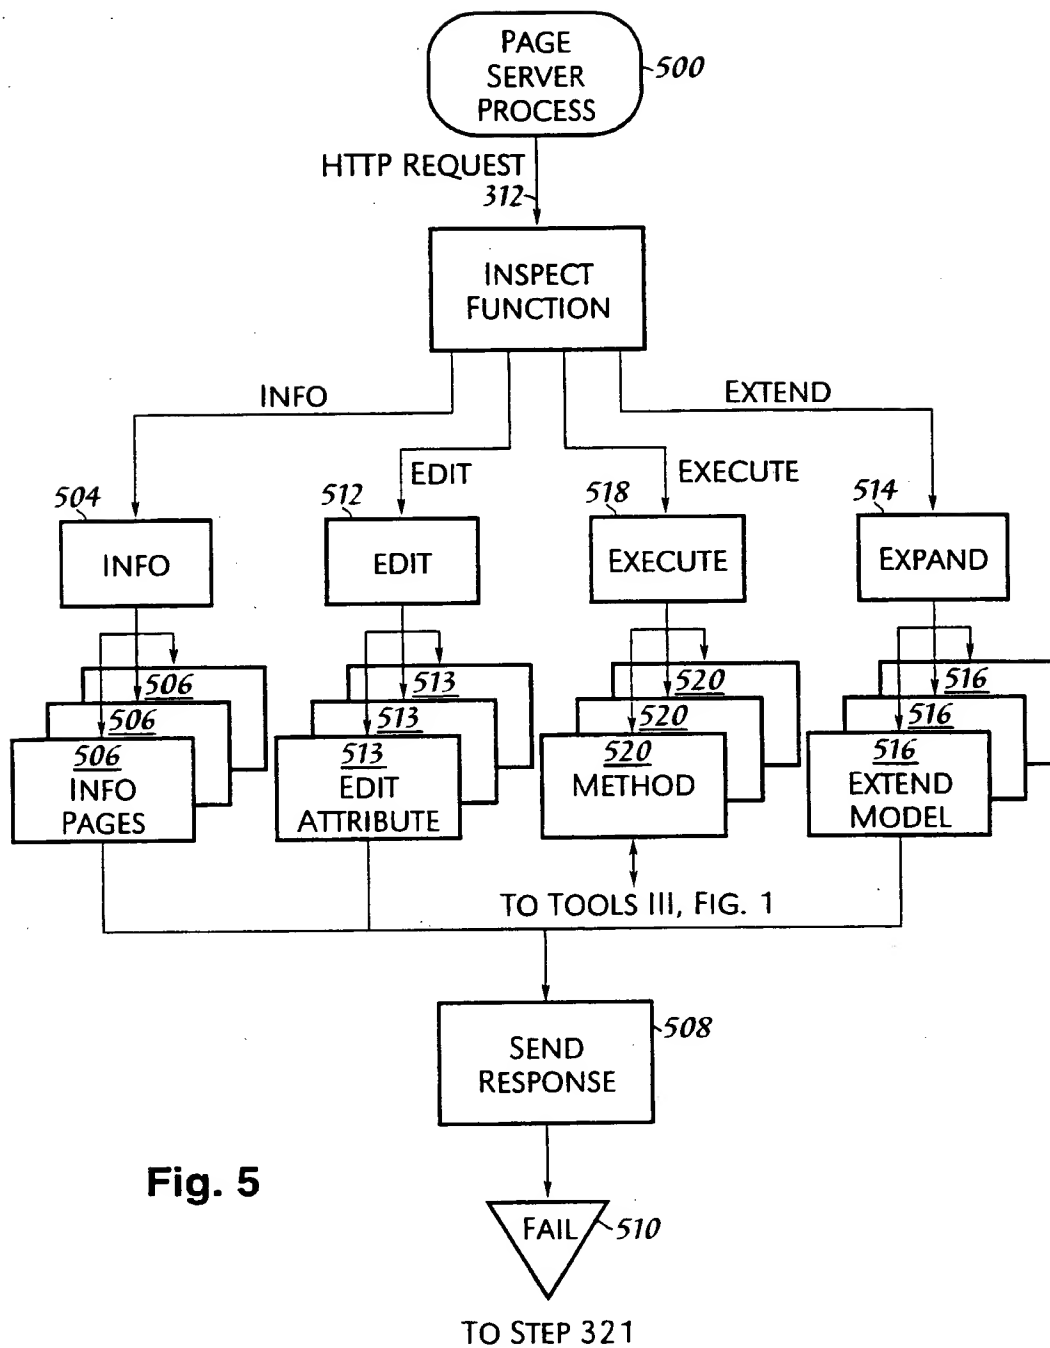 PAGE
SERVER
PROCESS
500
HTTP REQUEST
312
INSPECT
FUNCTION
INFO
EXTEND
EDIT
EXECUTE
504
512
518
514
INFO
EDIT
EXECUTE
EXPAND
506
513
520
516
506
513
520
516
506
INFO
PAGES
513
EDIT
ATTRIBUTE
520
METHOD
516
EXTEND
MODEL
TO TOOLS III, FIG. 1
SEND
RESPONSE
508
Fig. 5
FAIL
510
TO STEP 321